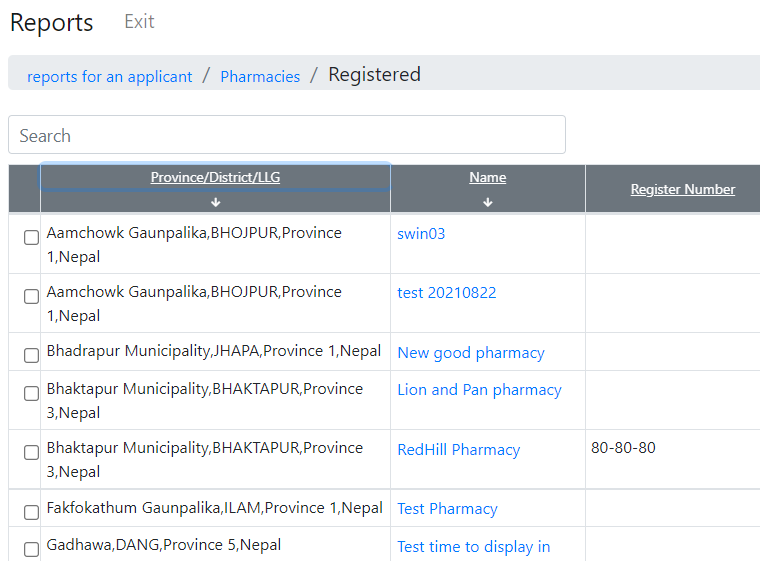 Reports Exit
reports for an applicant / Pharmacies / Registered
Search
Province/District/LLG Name Register Number
Aamchowk Gaunpalika,BHOJPUR,Province swin03
1,Nepal
Aamchowk Gaunpalika,BHOJPUR,Province test 20210822
1,Nepal
Bhadrapur Municipality,JHAPA,Province 1,Nepal New good pharmacy
Bhaktapur Municipality,BHAKTAPUR,Province Lion and Pan pharmacy
3,Nepal
Bhaktapur Municipality,BHAKTAPUR,Province RedHill Pharmacy 80-80-80
3,Nepal
Fakfokathum Gaunpalika,ILAM,Province 1,Nepal Test Pharmacy
Gadhawa,DANG,Province 5,Nepal Test time to display in